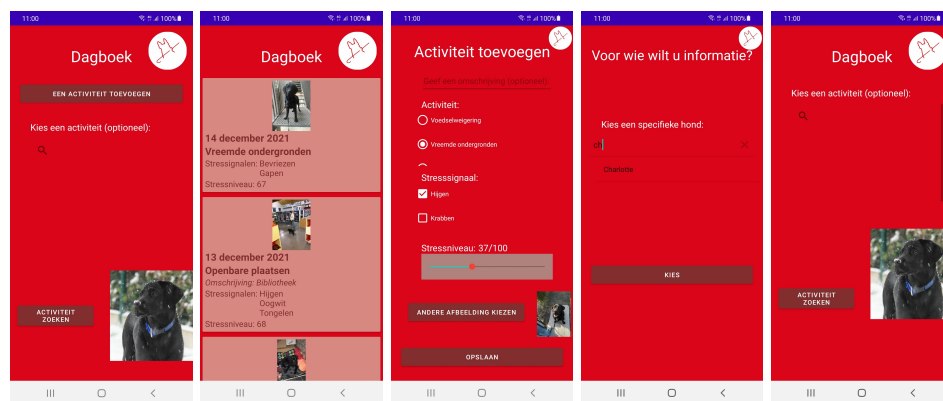 11:00
100%
Dagboek
EEN ACTIVITEIT TOEVOEGEN
Kies een activiteit (optioneel):
ACTIVITEIT
ZOEKEN
11:00
100%
Dagboek
14 december 2021
Vreemde ondergronden
Stressignalen: Bevriezen
Gapen
Stressniveau: 67
13 december 2021
Openbare plaatsen
Omschrijving: Bibliotheek
Stressignalen: Hijgen
Oogwit
Tongelen
Stressniveau: 68
11:00
100%
Activiteit toevoegen
Geef een omschrijving (optioneel)
Activiteit:
Voedselweigering
Vreemde ondergronden
Stresssignaal:
Hijgen
Krabben
Stressniveau: 37/100
ANDERE AFBEELDING KIEZEN
OPSLAAN
11:00
100%
Voor wie wilt u informatie?
Kies een specifieke hond:
ch
Charlotte
KIES
11:00
100%
Dagboek
Kies een activiteit (optioneel):
ACTIVITEIT
ZOEKEN